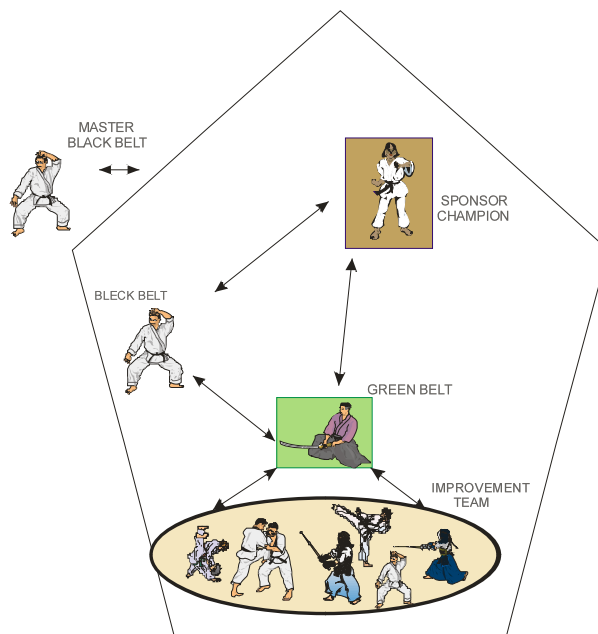 MASTER
BLACK BELT
SPONSOR
CHAMPION
BLECK BELT
GREEN BELT
IMPROVEMENT
TEAM